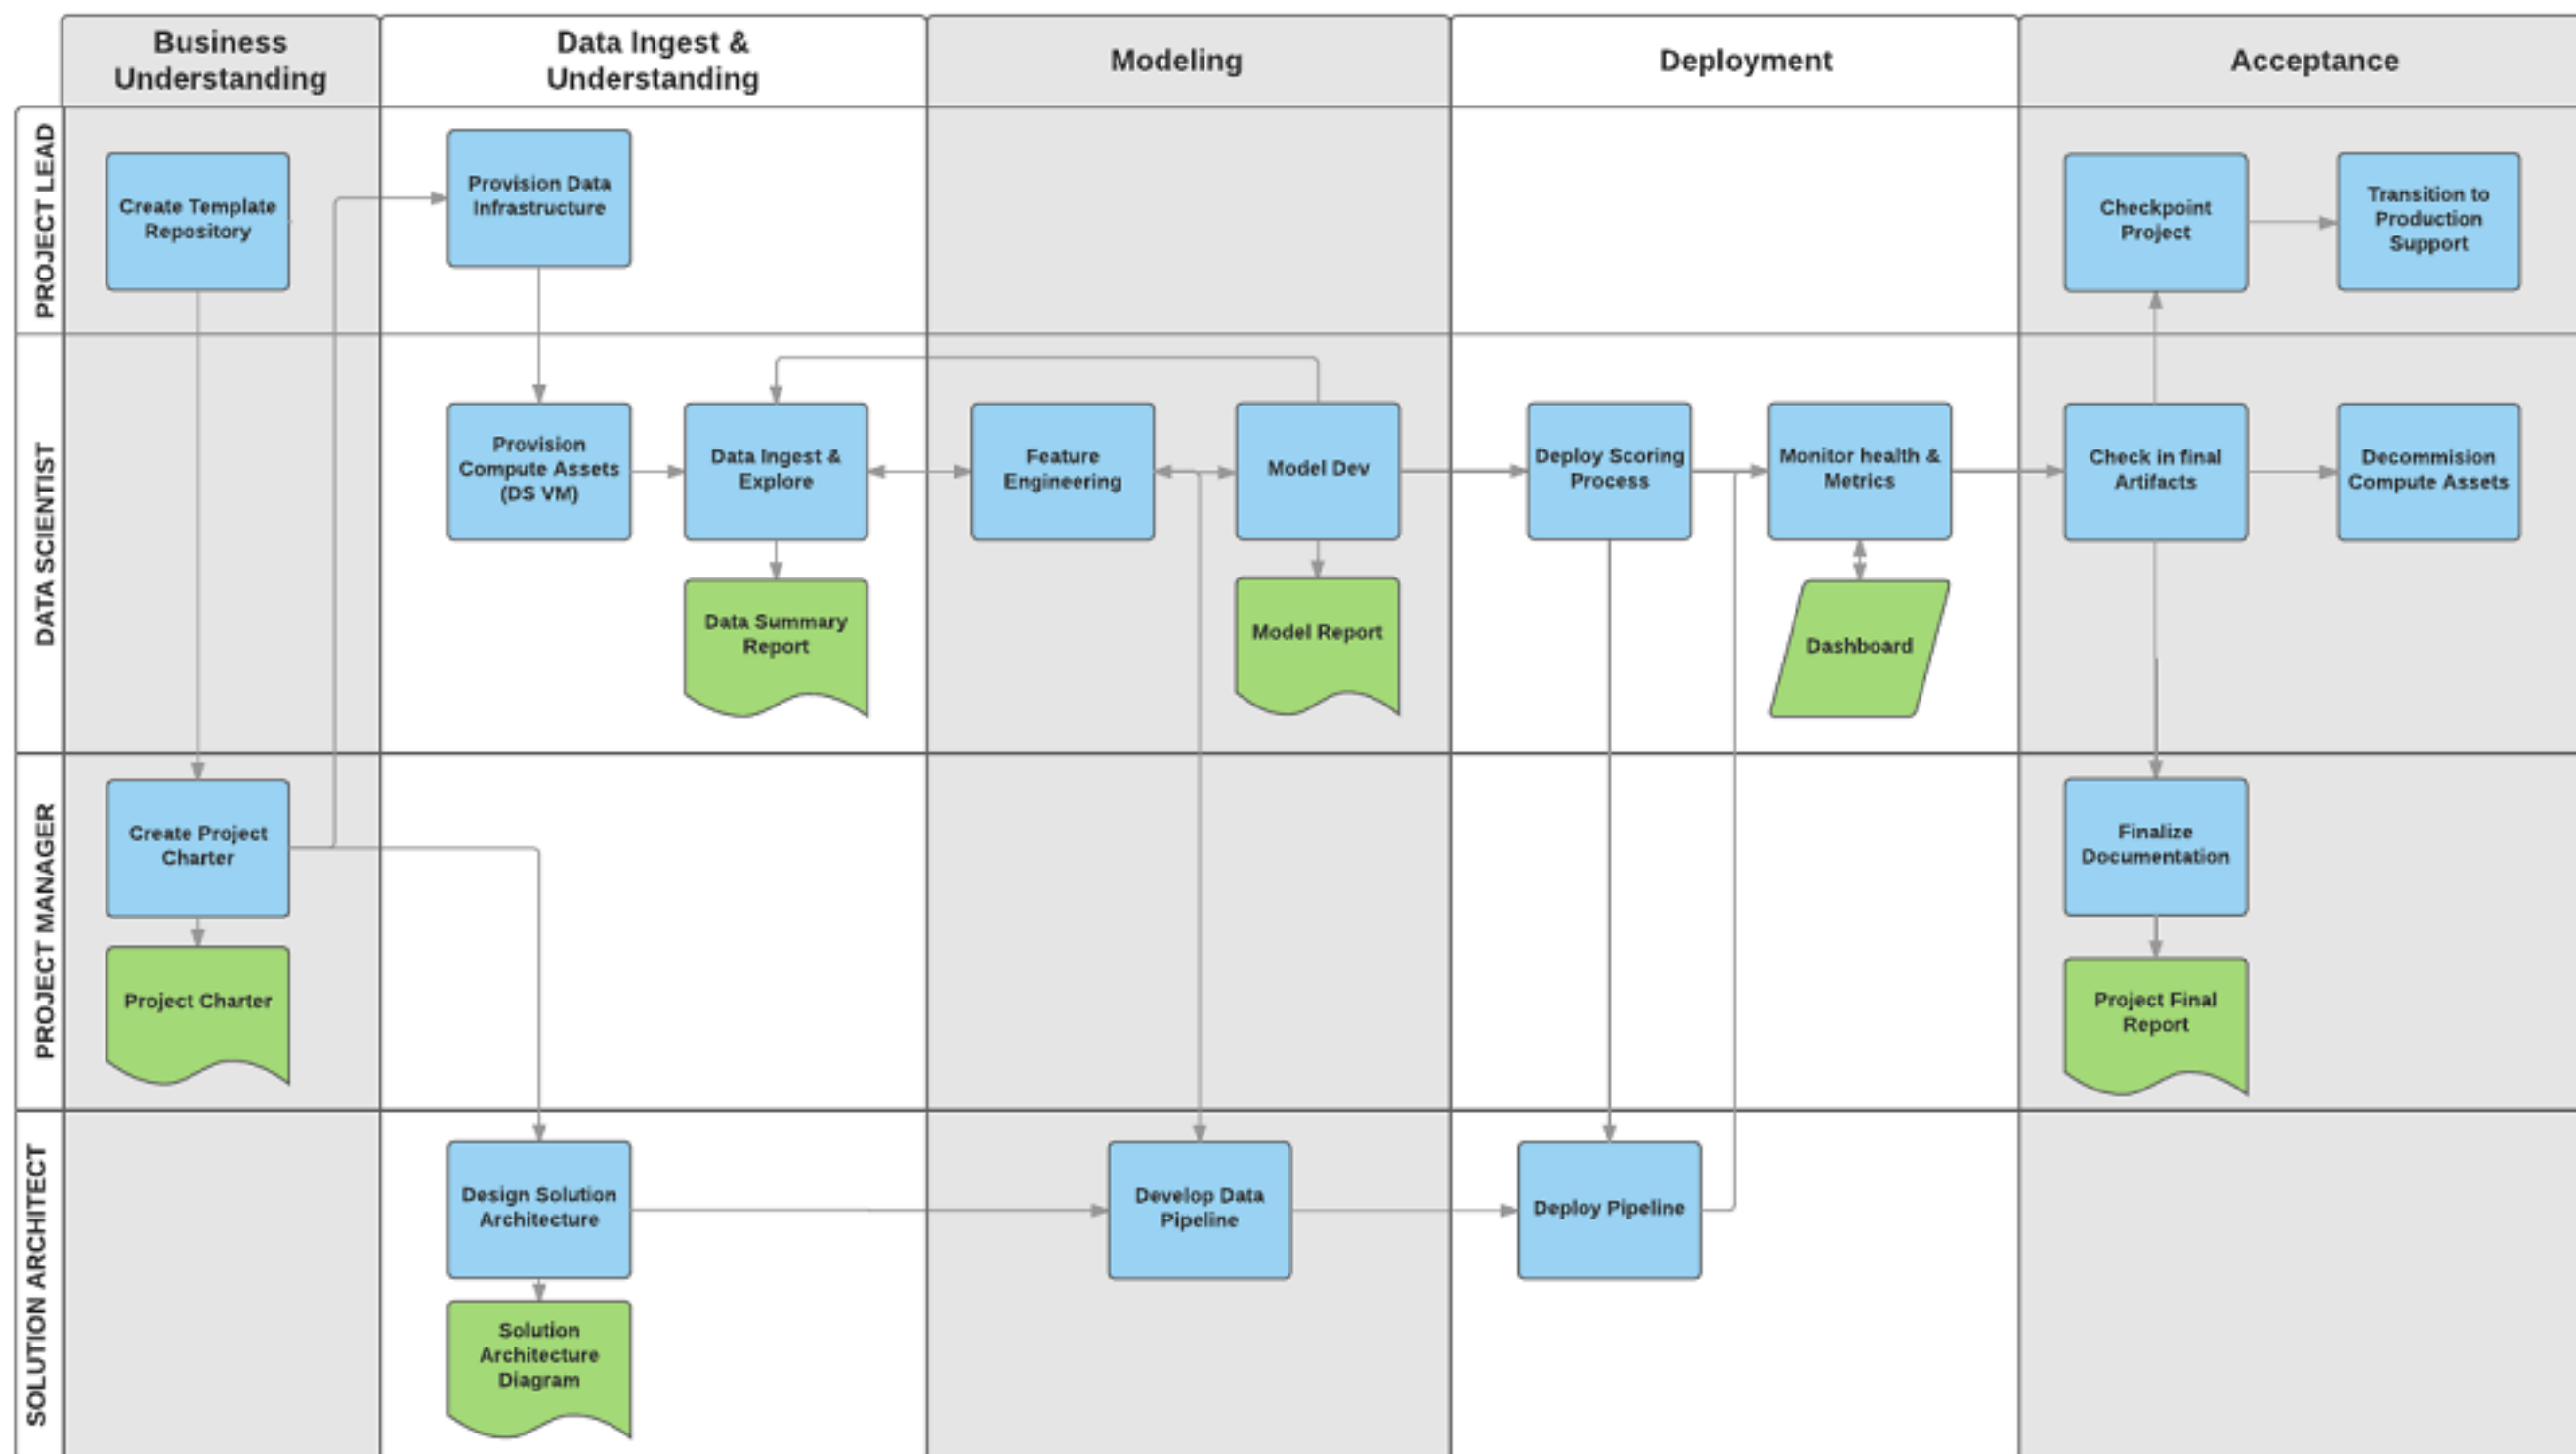 Business
Understanding
Data Ingest &
Understanding
Modeling
Deployment
Acceptance
PROJECT LEAD
Create Template
Repository
Provision Data
Infrastructure
Checkpoint
Project
Transition to
Production
Support
DATA SCIENTIST
Provision
Compute Assets
(DS VM)
Data Ingest &
Explore
Feature
Engineering
Model Dev
Deploy Scoring
Process
Monitor health &
Metrics
Check in final
Artifacts
Decommision
Compute Assets
Data Summary
Report
Model Report
Dashboard
PROJECT MANAGER
Create Project
Charter
Finalize
Documentation
Project Charter
Project Final
Report
SOLUTION ARCHITECT
Design Solution
Architecture
Develop Data
Pipeline
Deploy Pipeline
Solution
Architecture
Diagram